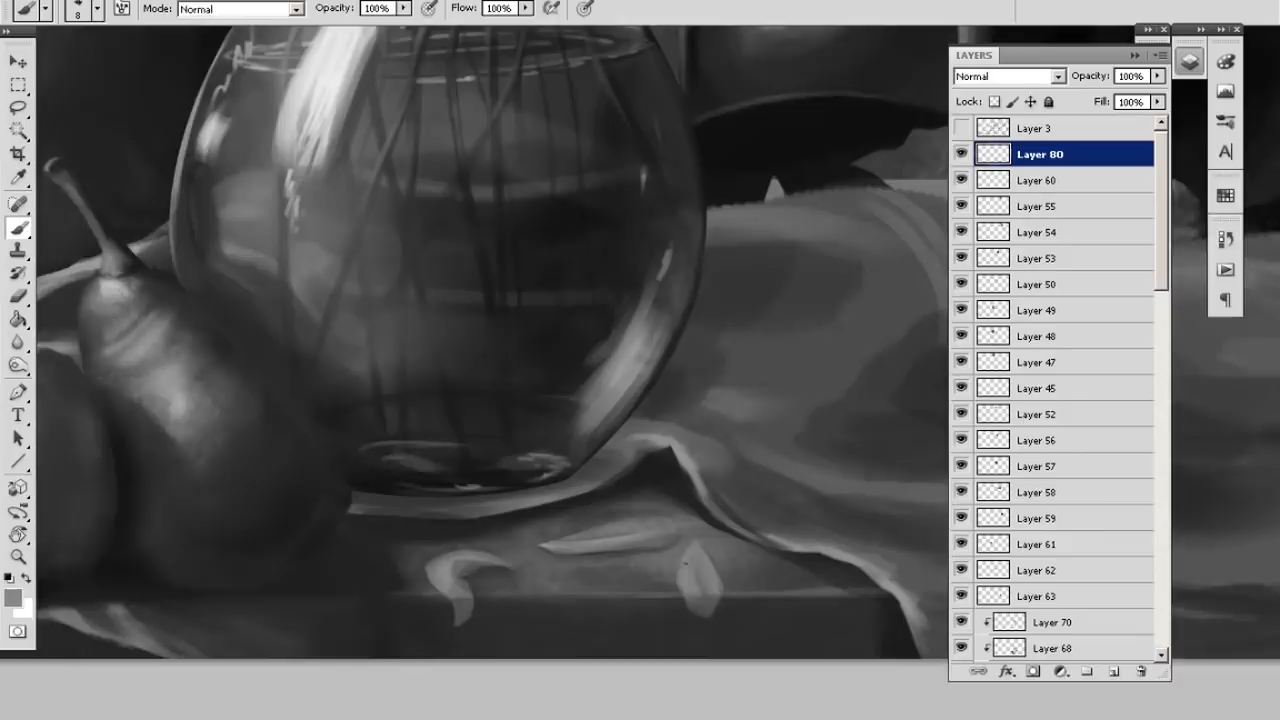 8 Mode: Normal Opacity: 100% Flow: 100%
LAYERS
Normal Opacity: 100%
Lock: Fill: 100%
Layer 3
Layer 80
Layer 60
Layer 55
Layer 54
Layer 53
Layer 50
Layer 49
Layer 48
Layer 47
Layer 45
Layer 52
Layer 56
Layer 57
Layer 58
Layer 59
Layer 61
Layer 62
Layer 63
Layer 70
Layer 68